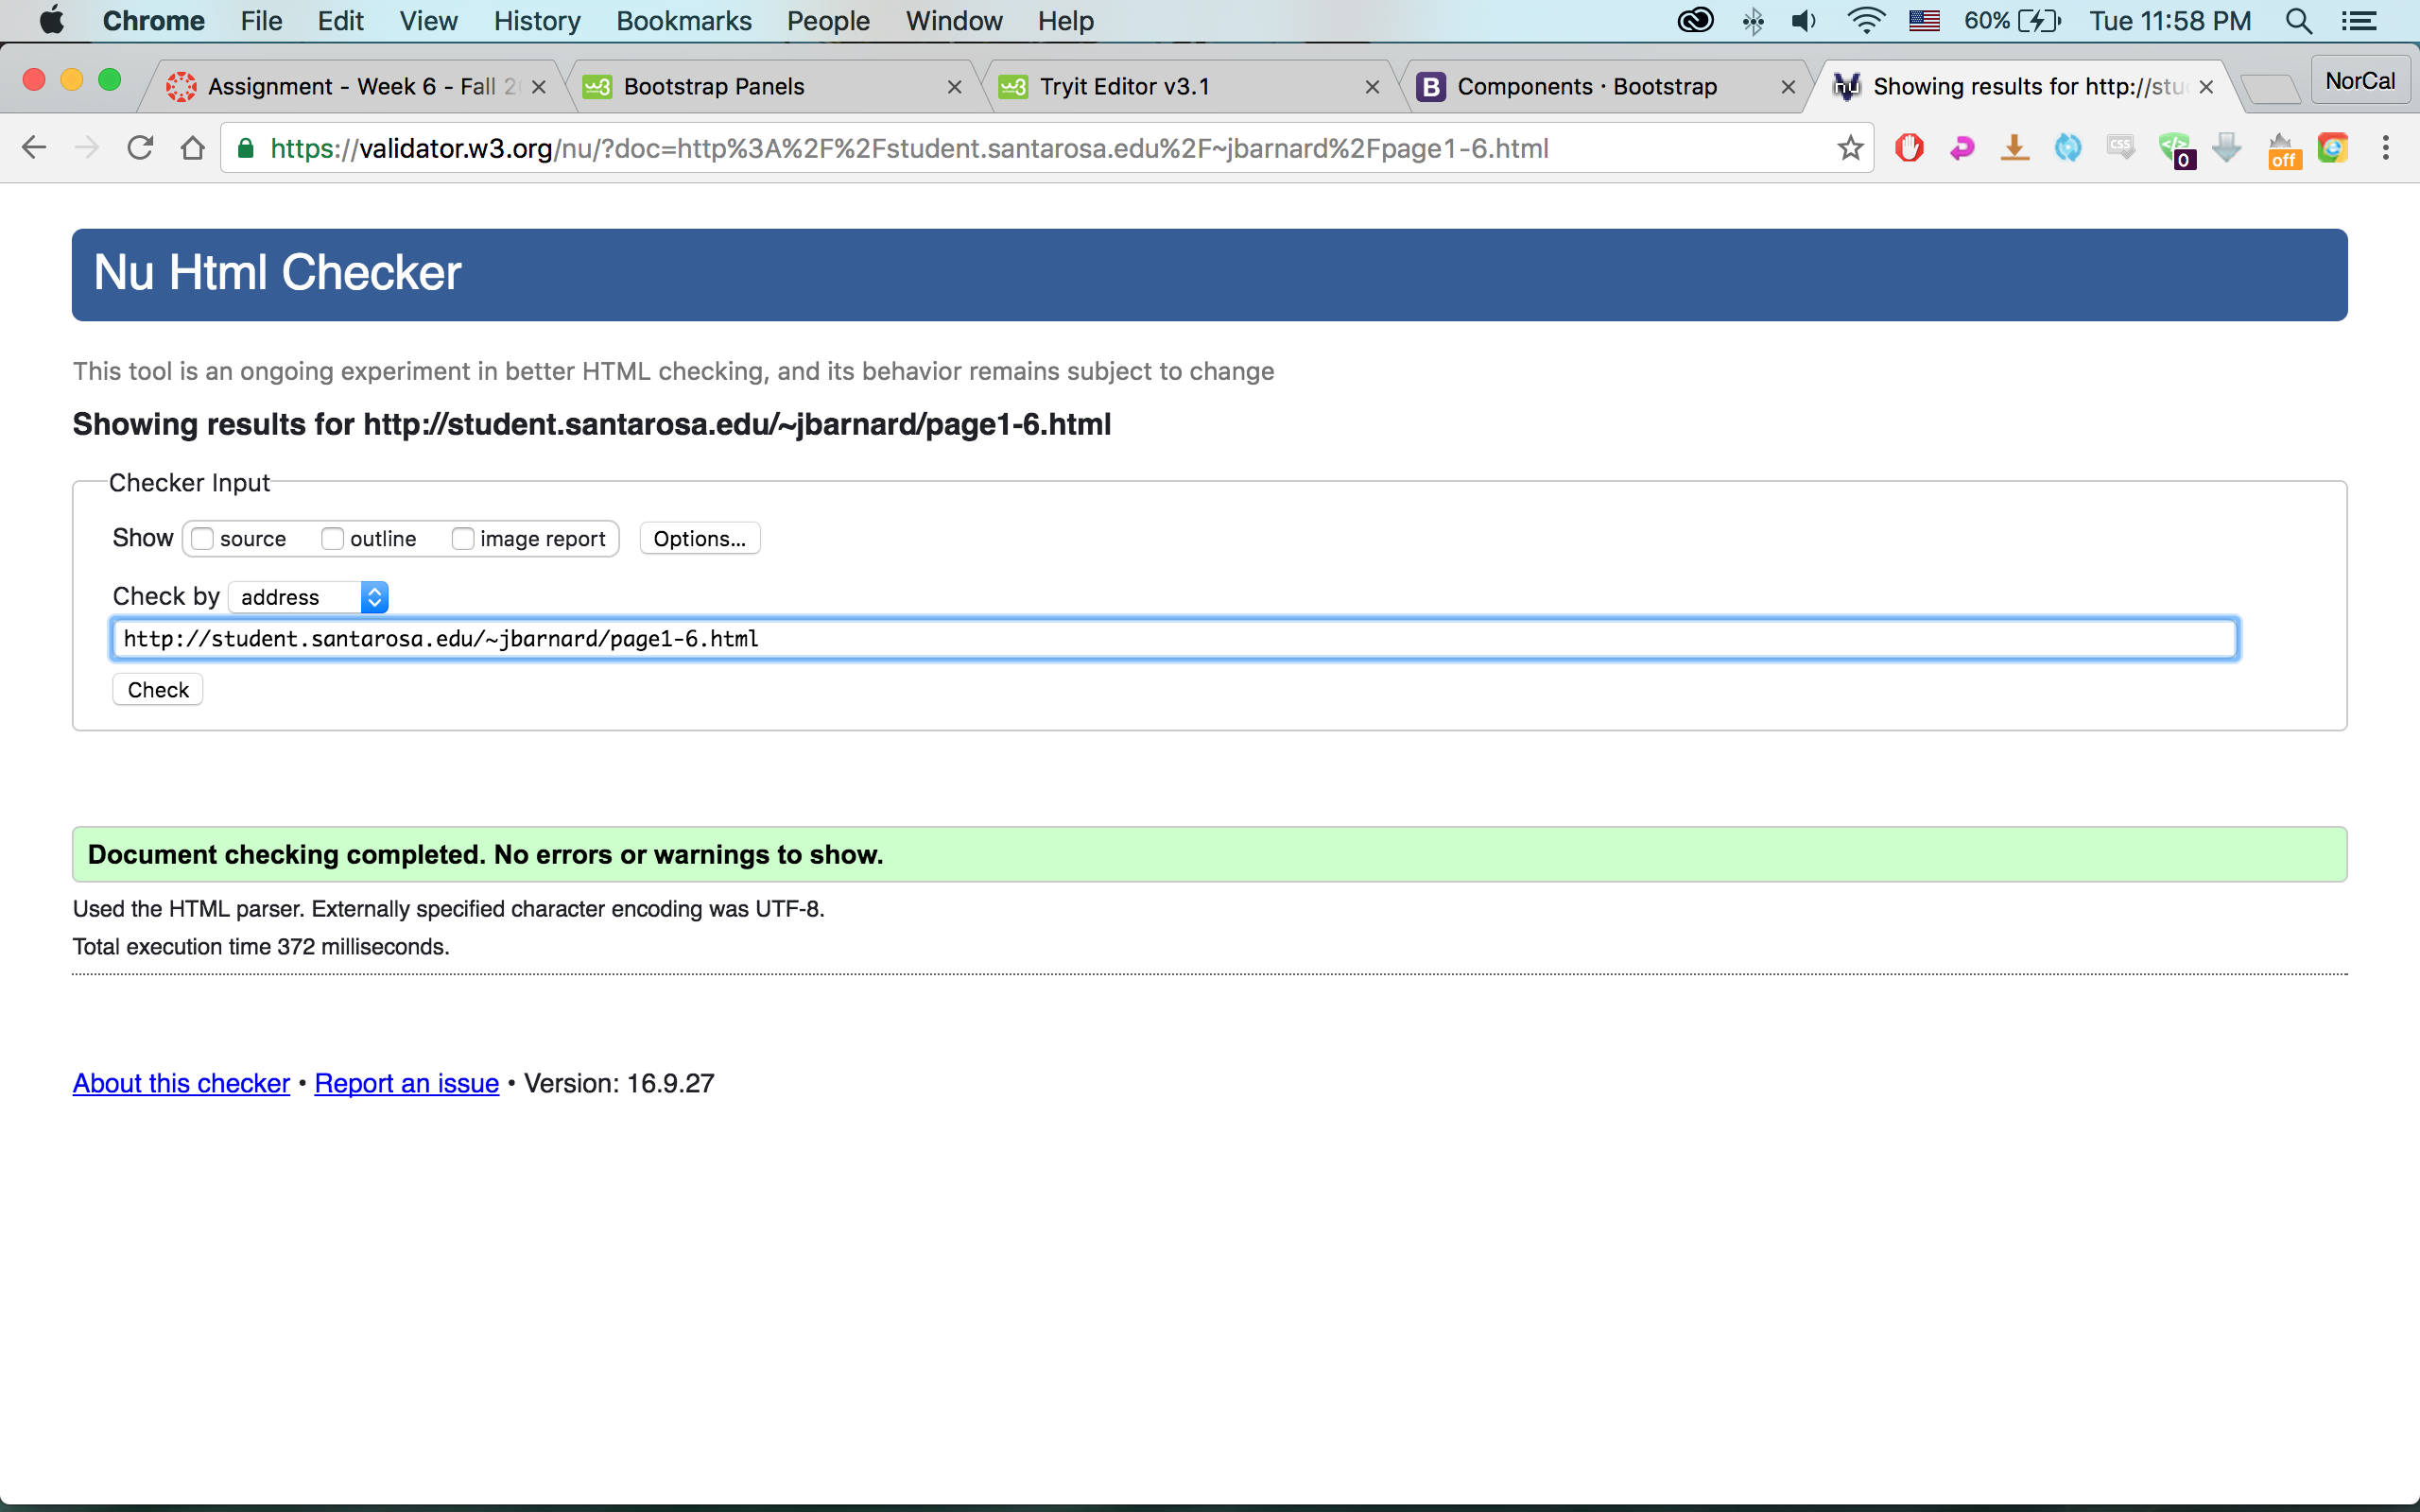 Chrome File Edit View History Bookmarks People Window Help 60% Tue 11:58 PM
Assignment - Week 6 - Fall 2 Bootstrap Panels Tryit Editor v3.1 Components · Bootstrap Showing results for http://stu NorCal
https://validator.w3.org/nu/?doc=http%3A%2F%2Fstudent.santarosa.edu%2F~jbarnard%2Fpage1-6.html
CSS 0 off
Nu Html Checker
This tool is an ongoing experiment in better HTML checking, and its behavior remains subject to change
Showing results for http://student.santarosa.edu/~jbarnard/page1-6.html
Checker Input
Show source outline image report Options...
Check by address
http://student.santarosa.edu/~jbarnard/page1-6.html
Check
Document checking completed. No errors or warnings to show.
Used the HTML parser. Externally specified character encoding was UTF-8.
Total execution time 372 milliseconds.
About this checker • Report an issue • Version: 16.9.27